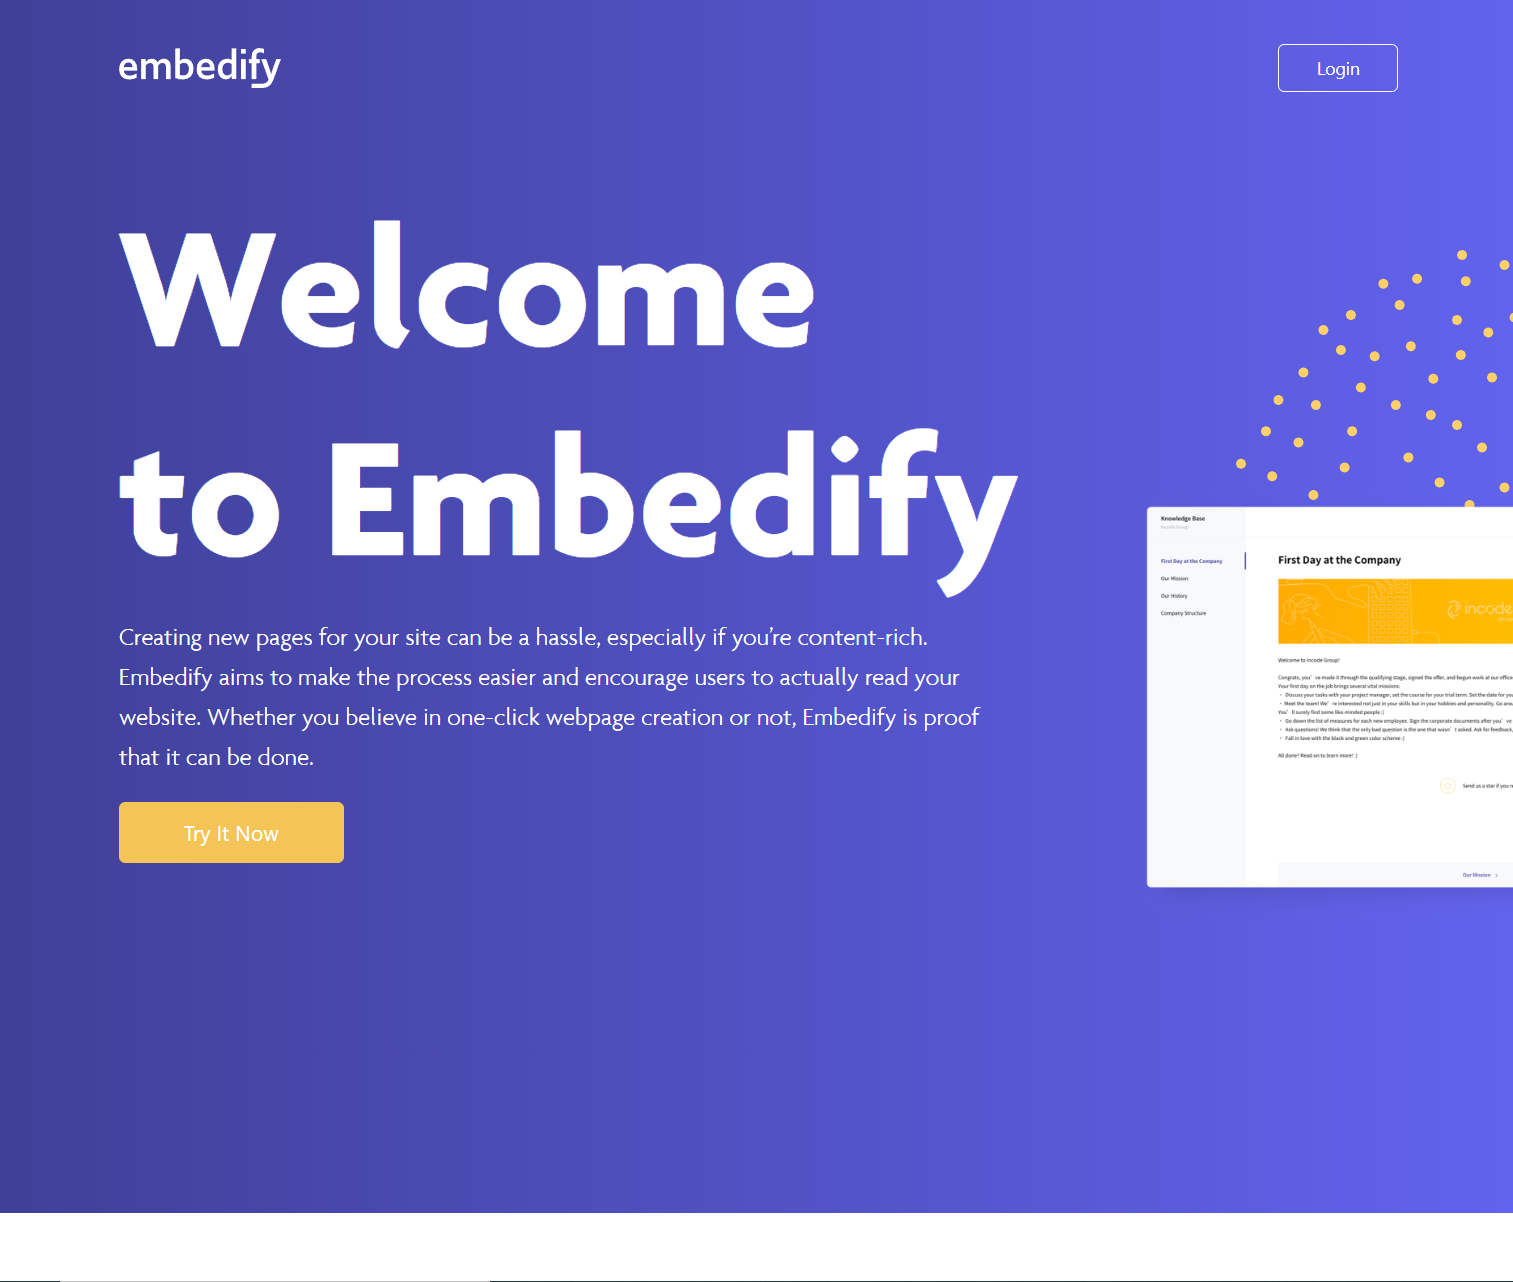 embedify
Login
Welcome
to Embedify
Creating new pages for your site can be a hassle, especially if you’re content-rich.
Embedify aims to make the process easier and encourage users to actually read your
website. Whether you believe in one-click webpage creation or not, Embedify is proof
that it can be done.
Try It Now
Knowledge Base
Incode Group
First Day at the Company
Our Mission
Our History
Company Structure
First Day at the Company
incode
group
Welcome to Incode Group!
Congrats, you’ve made it through the qualifying stage, signed the offer, and begun work at our office
Your first day on the job brings several vital missions:
• Discuss your tasks with your project manager, set the course for your trial term. Set the date for you
• Meet the team! We’re interested not just in your skills but in your hobbies and personality. Go arou
You’ll surely find some like-minded people :)
• Go down the list of measures for each new employee. Sign the corporate documents after you’ve
• Ask questions! We think that the only bad question is the one that wasn’t asked. Ask for feedback,
• Fall in love with the black and green color scheme :)
All done? Read on to learn more! :)
Send us a star if you
Our Mission